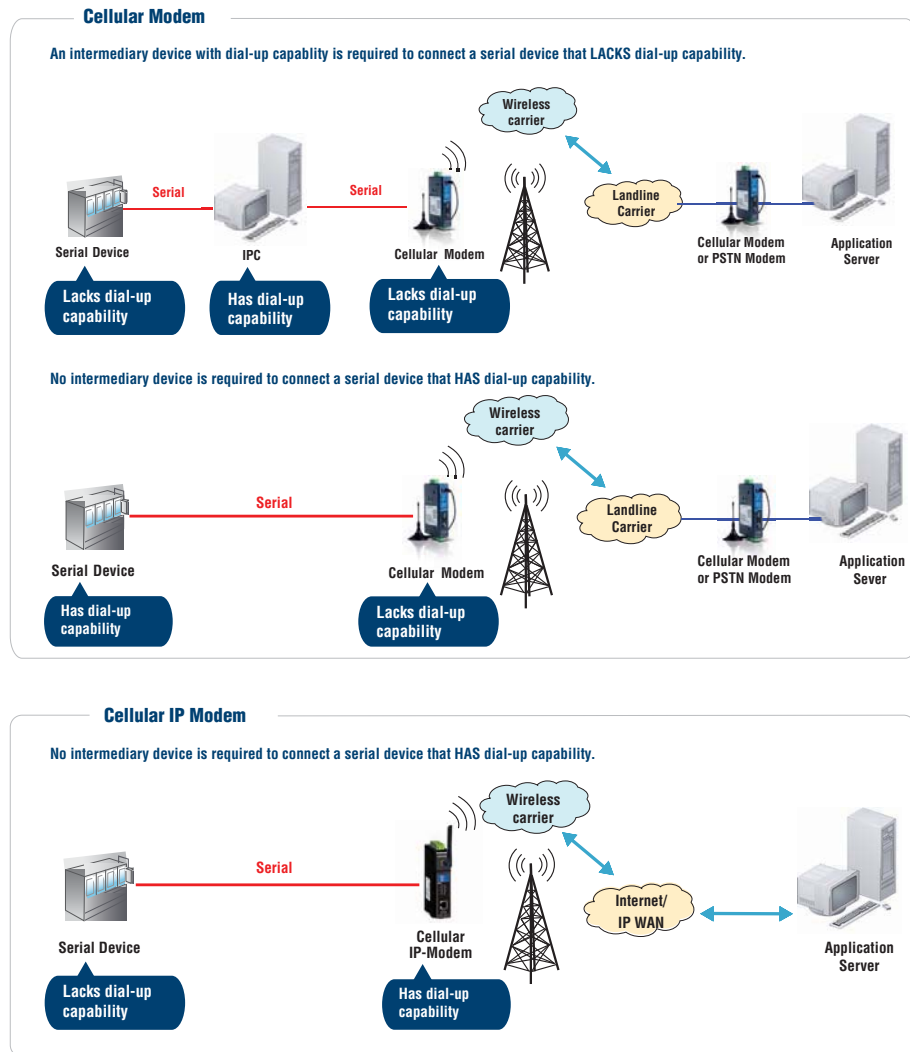 Cellular Modem
An intermediary device with dial-up capablity is required to connect a serial device that LACKS dial-up capability.
Wireless
carrier
Serial
Serial
Landline
Carrier
Serial Device
IPC
Cellular Modem
Cellular Modem
or PSTN Modem
Application
Server
Lacks dial-up
capability
Has dial-up
capability
Lacks dial-up
capability
No intermediary device is required to connect a serial device that HAS dial-up capability.
Wireless
carrier
Serial
Landline
Carrier
Serial Device
Cellular Modem
Cellular Modem
or PSTN Modem
Application
Sever
Has dial-up
capability
Lacks dial-up
capability
Cellular IP Modem
No intermediary device is required to connect a serial device that HAS dial-up capability.
Wireless
carrier
Serial
Internet/
IP WAN
Serial Device
Cellular
IP-Modem
Application
Server
Lacks dial-up
capability
Has dial-up
capability